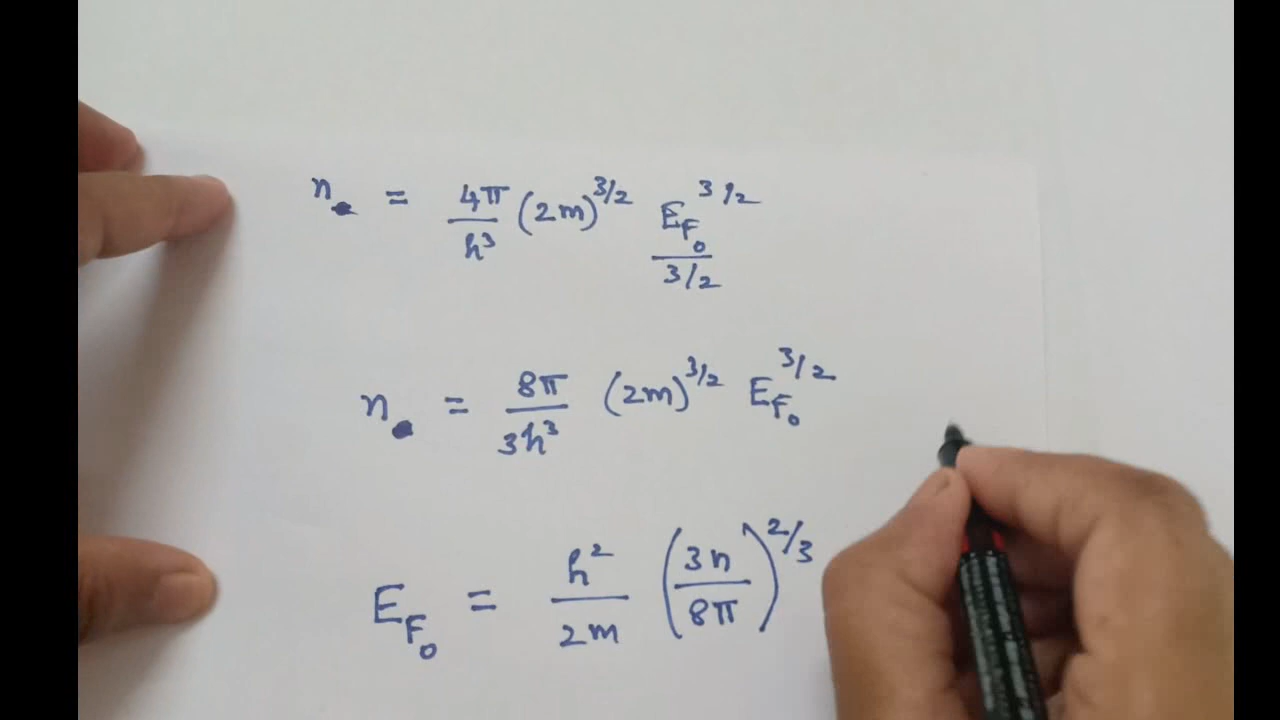 n = 4π/h³ (2m)^3/2 E_F₀^3/2 / 3/2
n = 8π/3h³ (2m)^3/2 E_F₀^3/2
E_F₀ = h²/2m (3n/8π)^2/3